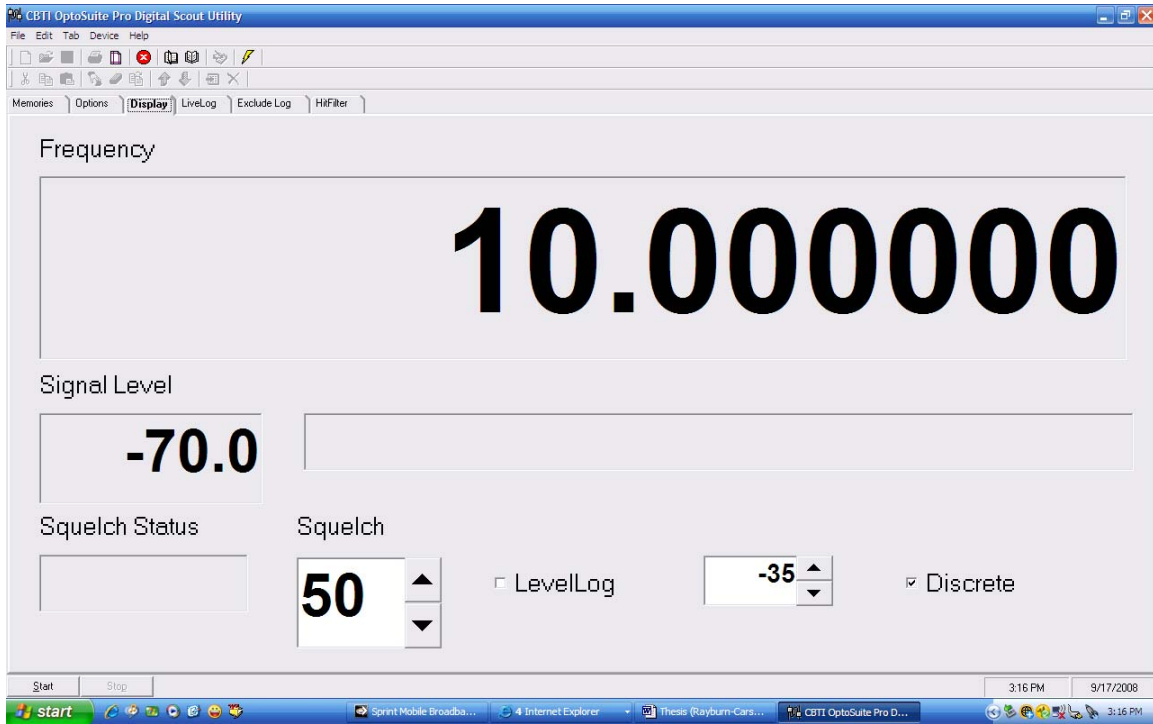 CBTI OptoSuite Pro Digital Scout Utility
File Edit Tab Device Help
Memories Options Display LiveLog Exclude Log HitFilter
Frequency
10.000000
Signal Level
-70.0
Squelch Status Squelch
50 LevelLog -35 Discrete
Start Stop 3:16 PM 9/17/2008
start Sprint Mobile Broadba... 4 Internet Explorer Thesis (Rayburn-Cars... CBTI OptoSuite Pro D... 3:16 PM